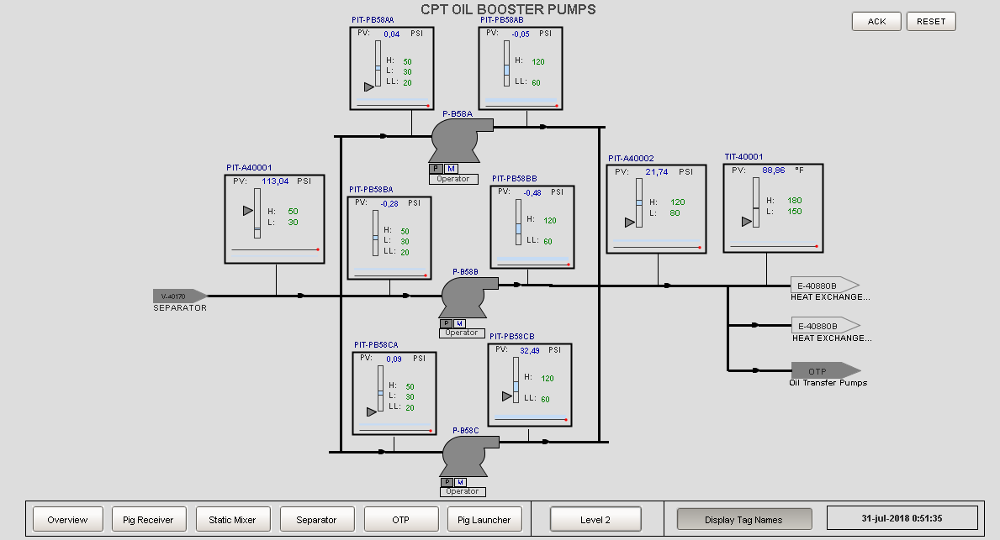 CPT OIL BOOSTER PUMPS
ACK
RESET
PIT-PB58AA
PV: 0,04 PSI
H: 50
L: 30
LL: 20
PIT-PB58AB
PV: -0,05 PSI
H: 120
LL: 60
P-B58A
P M
Operator
PIT-A40001
PV: 113,04 PSI
H: 50
L: 30
PIT-PB58BA
PV: -0,28 PSI
H: 50
L: 30
LL: 20
PIT-PB58BB
PV: -0,48 PSI
H: 120
LL: 60
PIT-A40002
PV: 21,74 PSI
H: 120
L: 80
TIT-40001
PV: 88,86 °F
H: 180
L: 150
P-B58B
P M
Operator
V-40170
SEPARATOR
E-40880B
HEAT EXCHANGE...
E-40880B
HEAT EXCHANGE...
OTP
Oil Transfer Pumps
PIT-PB58CA
PV: 0,09 PSI
H: 50
L: 30
LL: 20
PIT-PB58CB
PV: 32,49 PSI
H: 120
LL: 60
P-B58C
P M
Operator
Overview
Pig Receiver
Static Mixer
Separator
OTP
Pig Launcher
Level 2
Display Tag Names
31-jul-2018 0:51:35